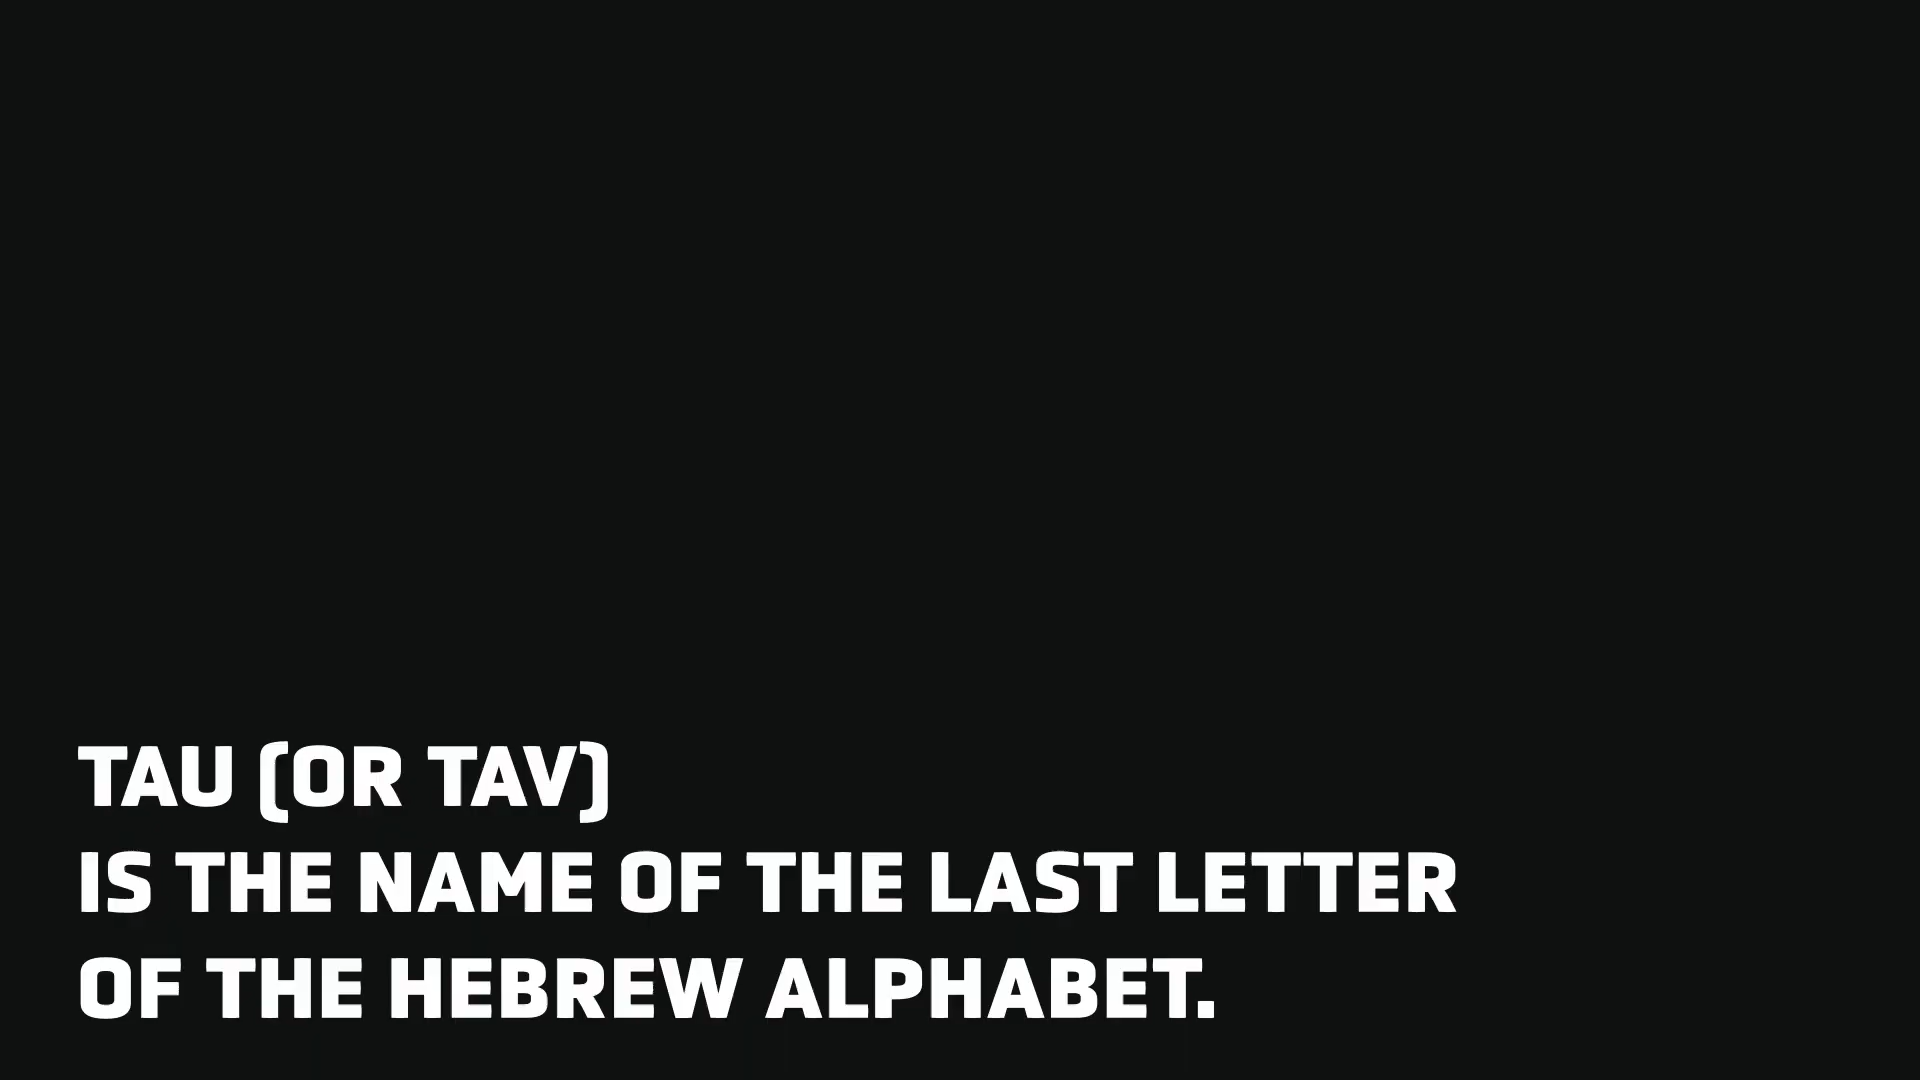 TAU (OR TAV)
IS THE NAME OF THE LAST LETTER
OF THE HEBREW ALPHABET.